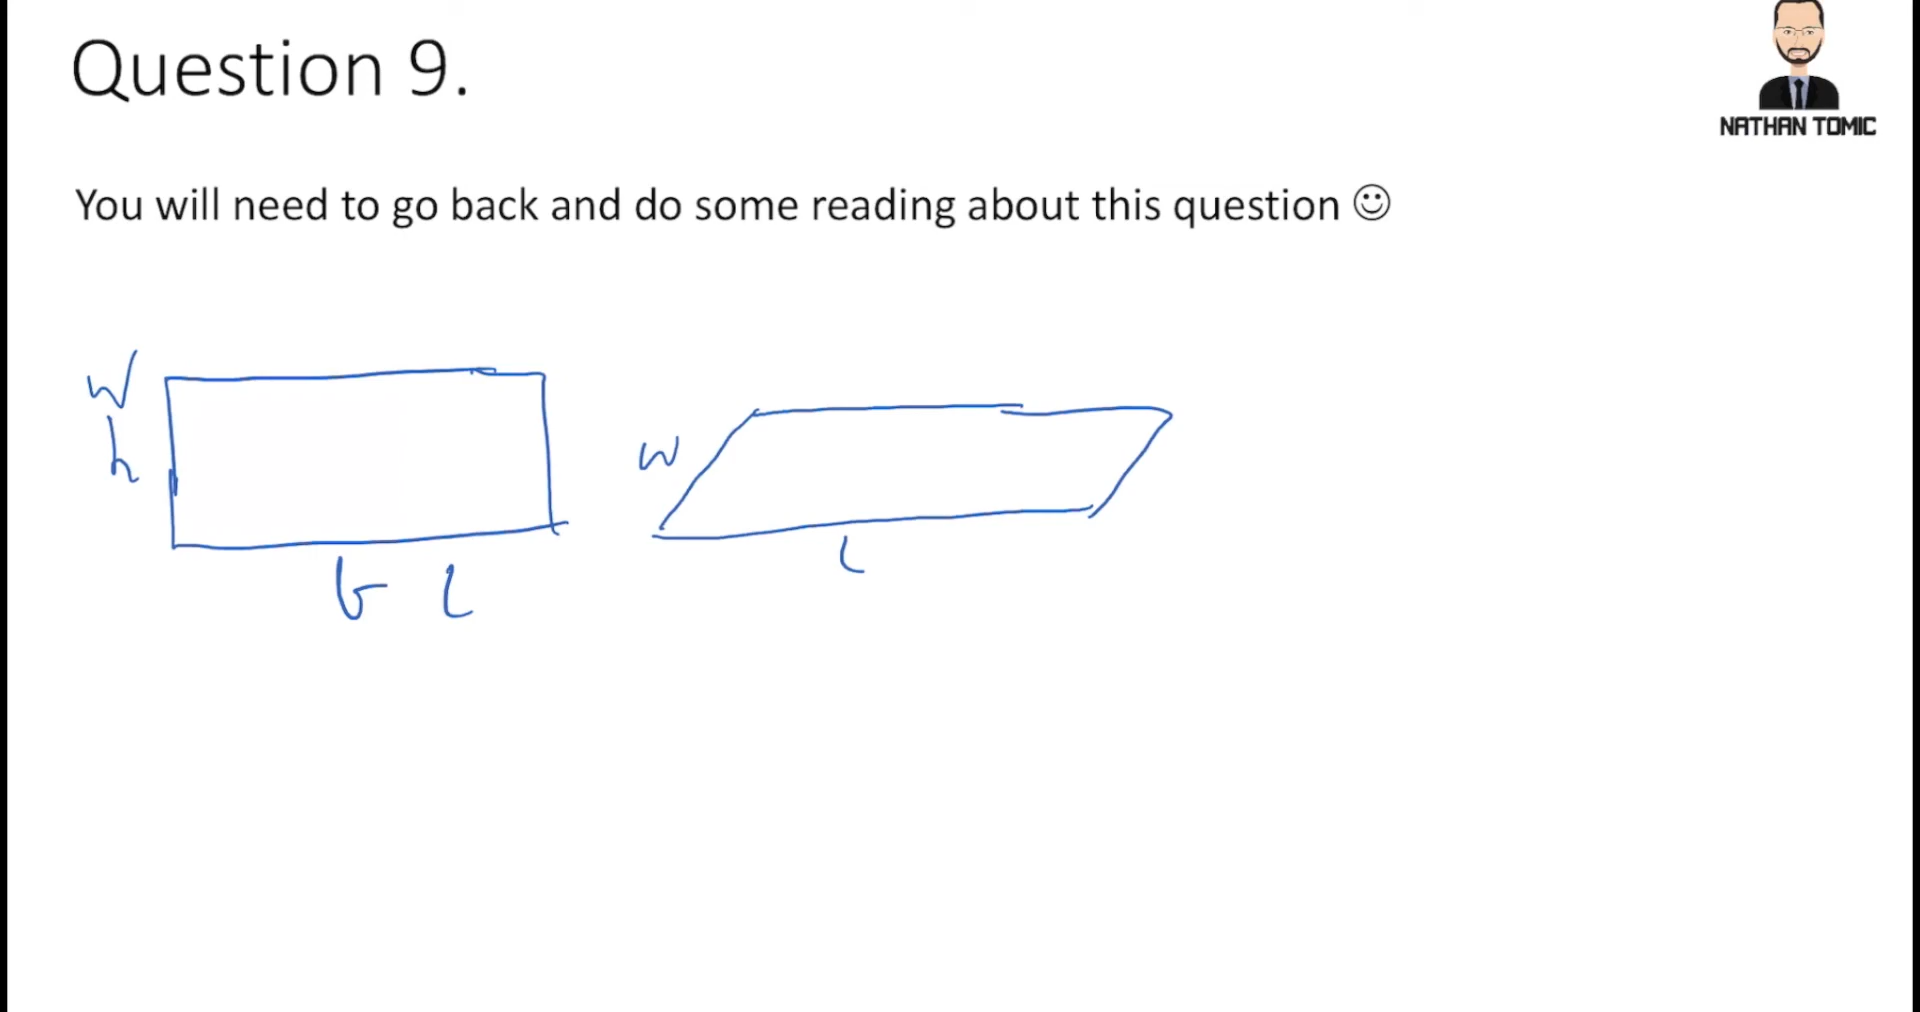 Question 9.
NATHAN TOMIC
You will need to go back and do some reading about this question ☺
W
h
b L
W
L